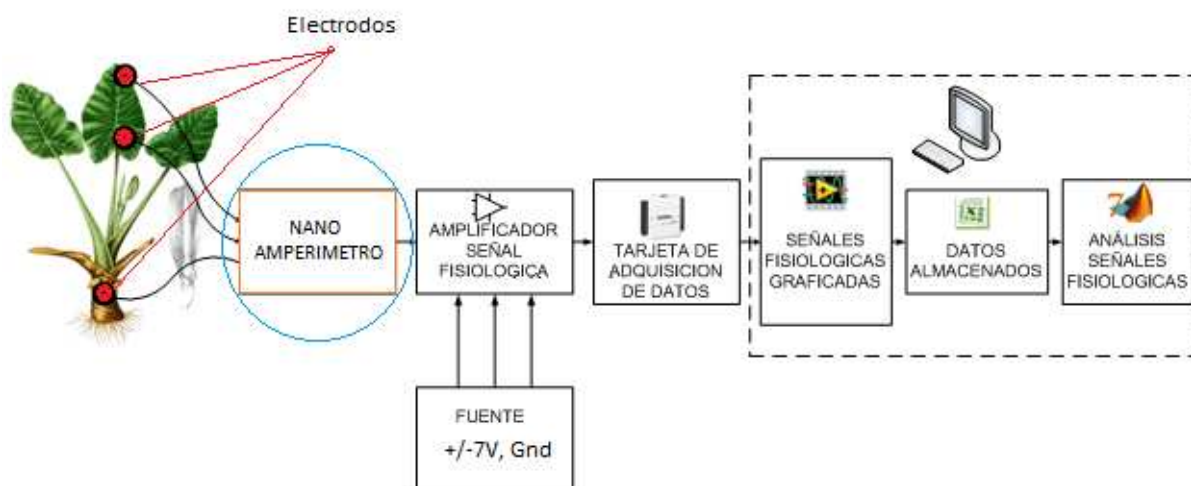 Electrodos
NANO
AMPERIMETRO
AMPLIFICADOR
SEÑAL
FISIOLOGICA
TARJETA DE
ADQUISICION
DE DATOS
SEÑALES
FISIOLOGICAS
GRAFICADAS
DATOS
ALMACENADOS
7
ANÁLISIS
SEÑALES
FISIOLOGICAS
FUENTE
+/-7V, Gnd